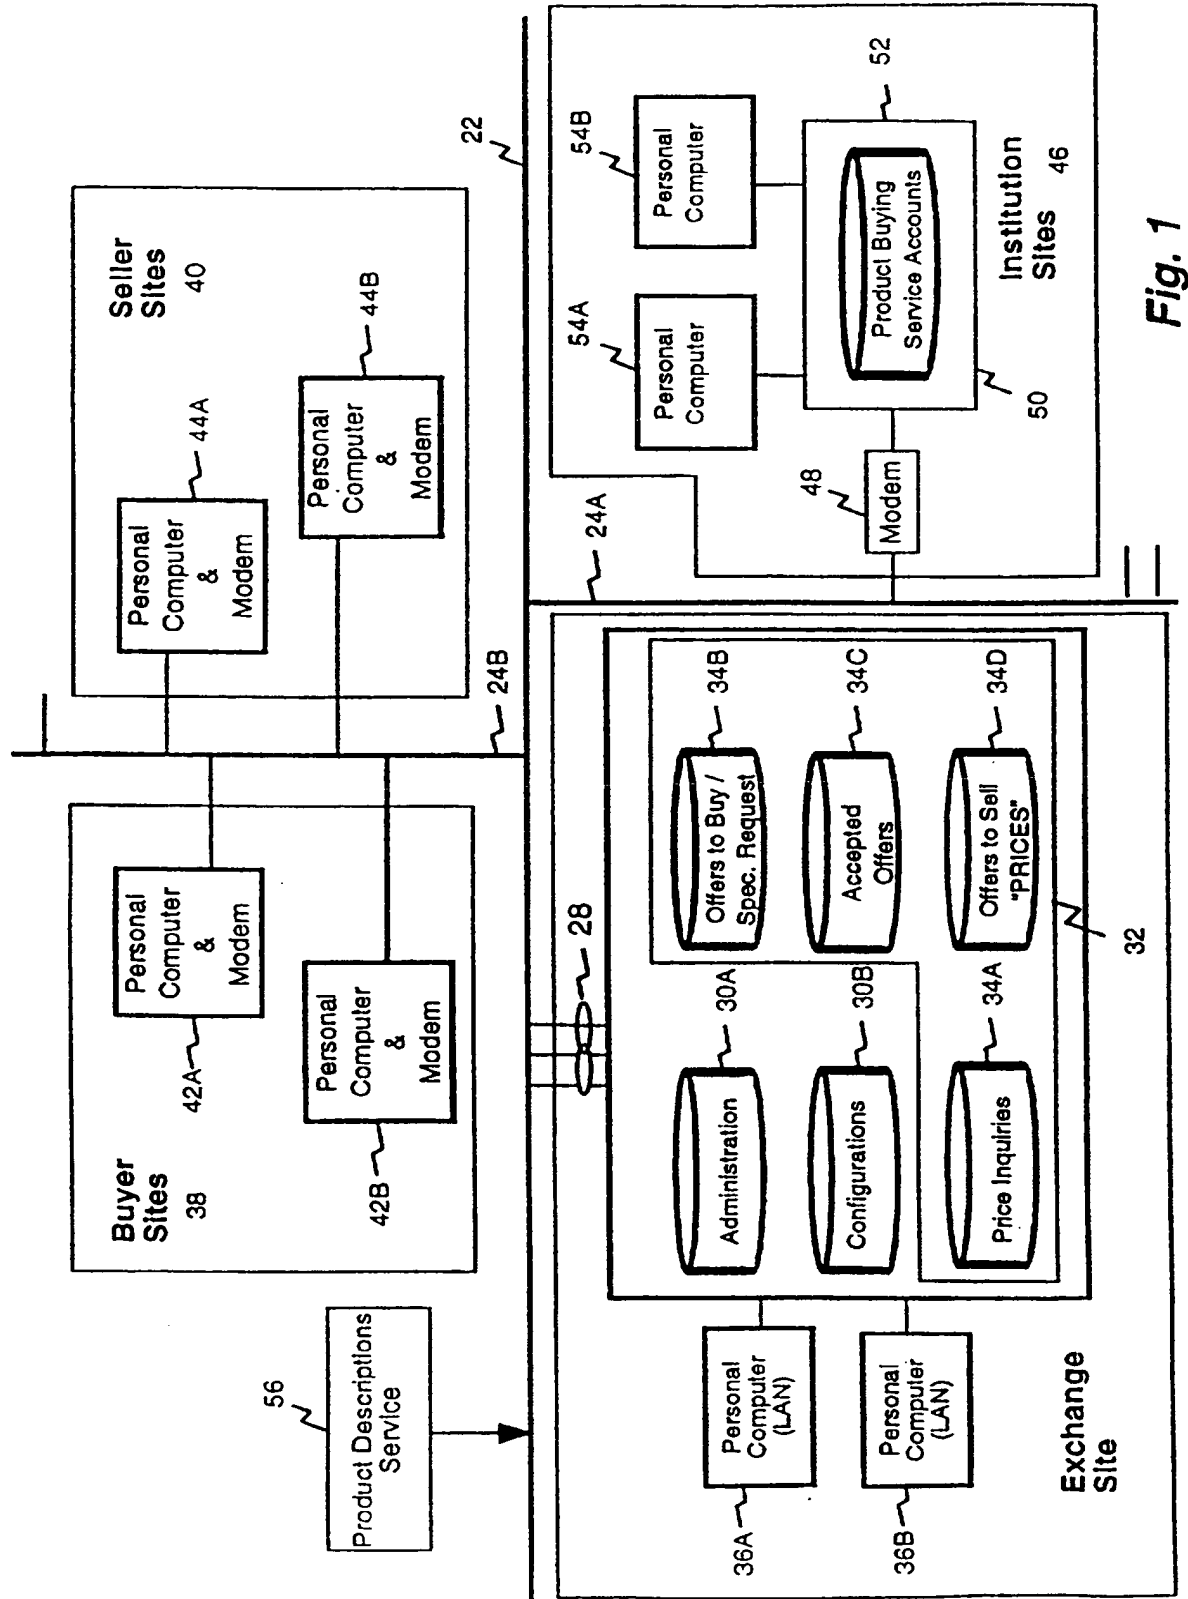 56
Product Descriptions
Service
Buyer
Sites
38
42A
Personal
Computer
&
Modem
42B
Personal
Computer
&
Modem
24B
Seller
Sites
40
44A
Personal
Computer
&
Modem
44B
Personal
Computer
&
Modem
22
28
24A
36A
Personal
Computer
(LAN)
36B
Personal
Computer
(LAN)
Exchange
Site
30A
Administration
30B
Configurations
34A
Price Inquiries
34B
Offers to Buy /
Spec. Request
34C
Accepted
Offers
34D
Offers to Sell
"PRICES"
32
48
Modem
54A
Personal
Computer
54B
Personal
Computer
52
Product Buying
Service Accounts
50
Institution
Sites 46
Fig. 1